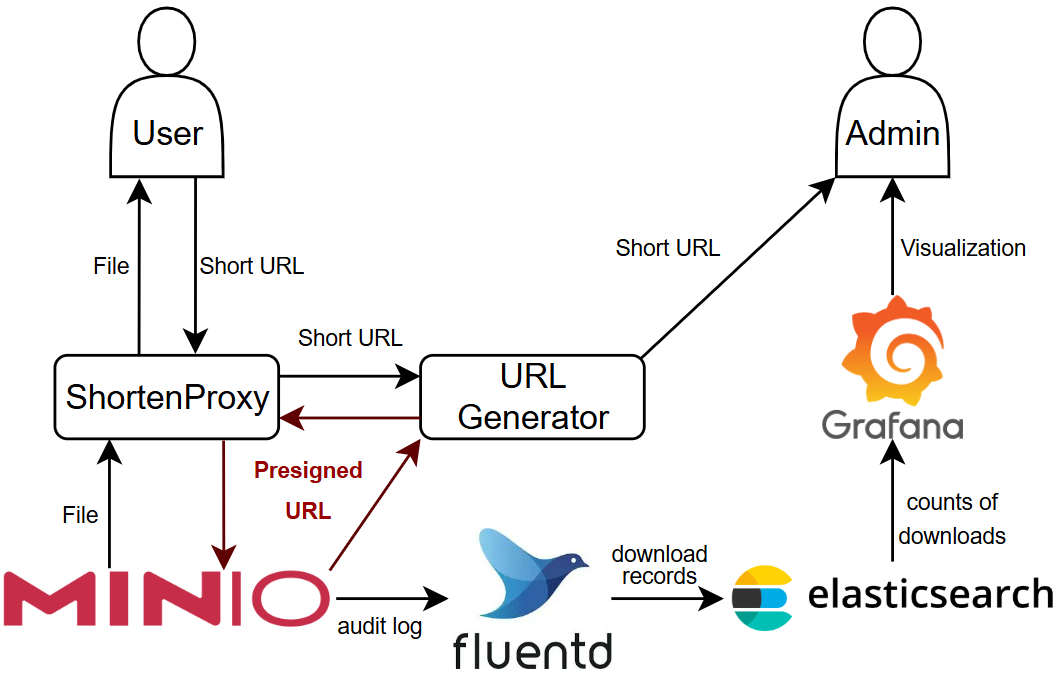 User
Admin
File
Short URL
Short URL
Visualization
Short URL
ShortenProxy
URL
Generator
Grafana
Presigned
URL
File
counts of
downloads
MINIO
audit log
fluentd
download
records
elasticsearch